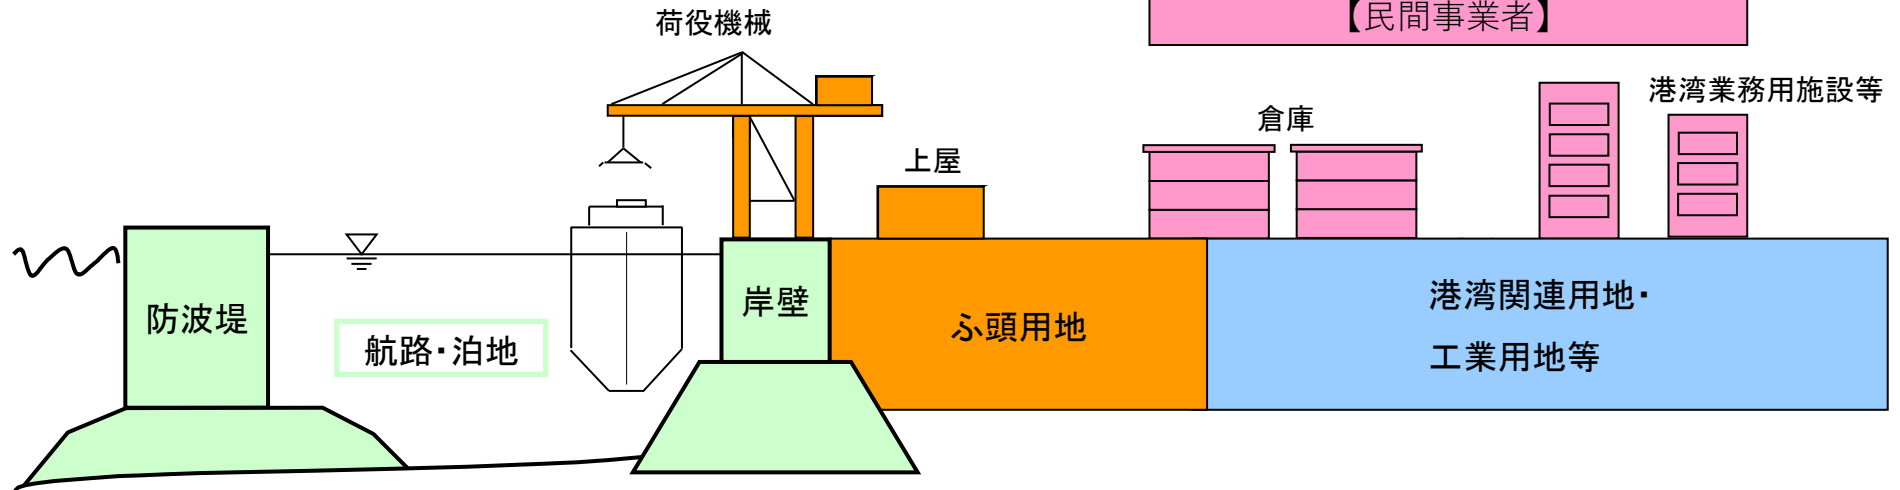 【民間事業者】
荷役機械
港湾業務用施設等
倉庫
上屋
防波堤
航路・泊地
岸壁
ふ頭用地
港湾関連用地・
工業用地等